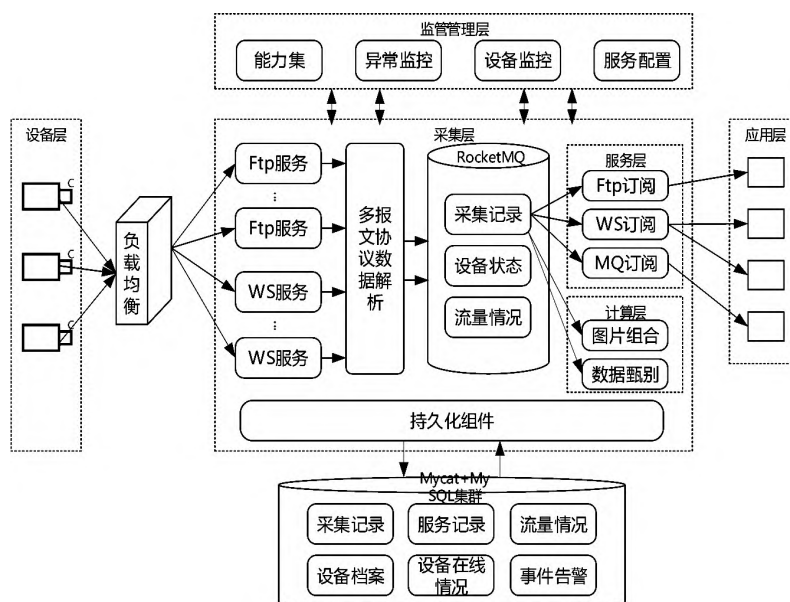 监管管理层
能力集
异常监控
设备监控
服务配置
设备层
C
C
C
负载均衡
采集层
Ftp服务
⋮
Ftp服务
WS服务
⋮
WS服务
多报
文协
议数
据解
析
RocketMQ
采集记录
设备状态
流量情况
服务层
Ftp订阅
WS订阅
MQ订阅
计算层
图片组合
数据甄别
应用层
持久化组件
Mycat+My
SQL集群
采集记录
服务记录
流量情况
设备档案
设备在线
情况
事件告警